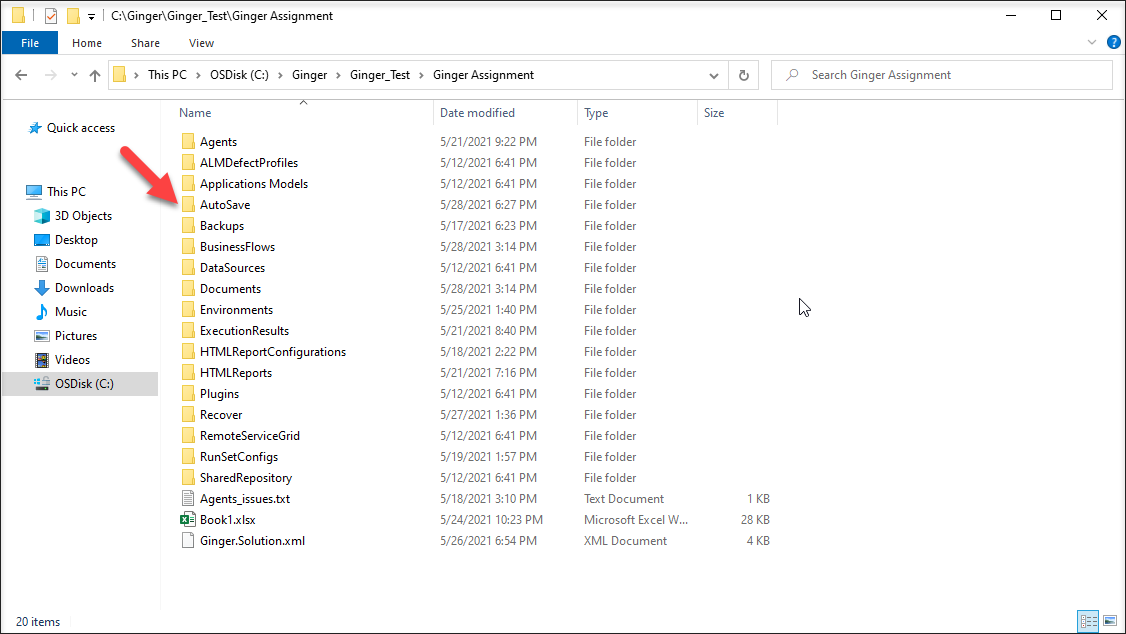 C:\Ginger\Ginger_Test\Ginger Assignment
File Home Share View ?
This PC > OSDisk (C:) > Ginger > Ginger_Test > Ginger Assignment Search Ginger Assignment
Name Date modified Type Size
Quick access
This PC
3D Objects
Desktop
Documents
Downloads
Music
Pictures
Videos
OSDisk (C:)
Agents 5/21/2021 9:22 PM File folder
ALMDefectProfiles 5/12/2021 6:41 PM File folder
Applications Models 5/12/2021 6:41 PM File folder
AutoSave 5/28/2021 6:27 PM File folder
Backups 5/17/2021 6:23 PM File folder
BusinessFlows 5/28/2021 3:14 PM File folder
DataSources 5/12/2021 6:41 PM File folder
Documents 5/28/2021 3:14 PM File folder
Environments 5/25/2021 1:40 PM File folder
ExecutionResults 5/21/2021 8:40 PM File folder
HTMLReportConfigurations 5/18/2021 2:22 PM File folder
HTMLReports 5/21/2021 7:16 PM File folder
Plugins 5/12/2021 6:41 PM File folder
Recover 5/27/2021 1:36 PM File folder
RemoteServiceGrid 5/12/2021 6:41 PM File folder
RunSetConfigs 5/19/2021 1:57 PM File folder
SharedRepository 5/12/2021 6:41 PM File folder
Agents_issues.txt 5/18/2021 3:10 PM Text Document 1 KB
Book1.xlsx 5/24/2021 10:23 PM Microsoft Excel W... 28 KB
Ginger.Solution.xml 5/26/2021 6:54 PM XML Document 4 KB
20 items